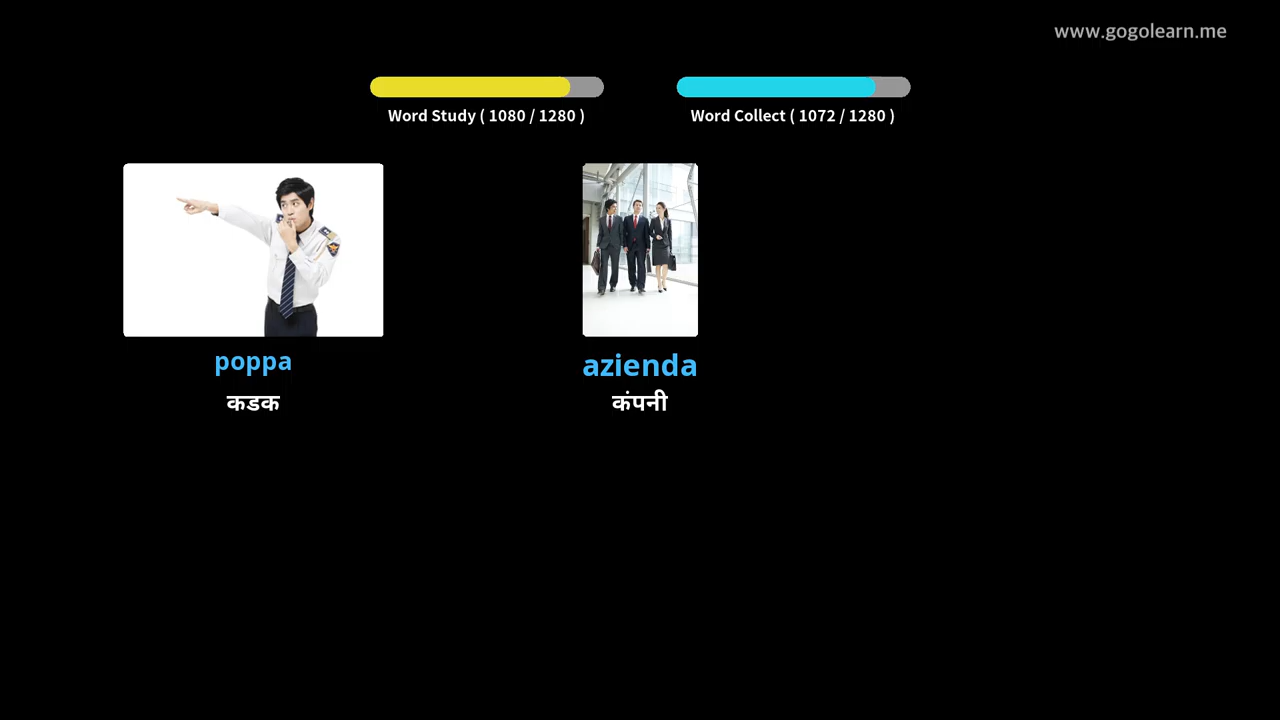 www.gogolearn.me
Word Study ( 1080 / 1280 )
Word Collect ( 1072 / 1280 )
poppa
कडक
azienda
कंपनी